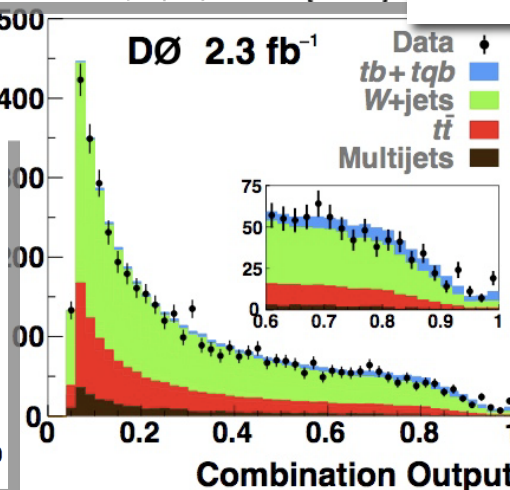 500
DØ 2.3 fb⁻¹
Data
tb+tqb
400
W+jets
tt̄
Multijets
75
00
50
25
200
0
0.6 0.7 0.8 0.9 1
00
0
0 0.2 0.4 0.6 0.8
Combination Output